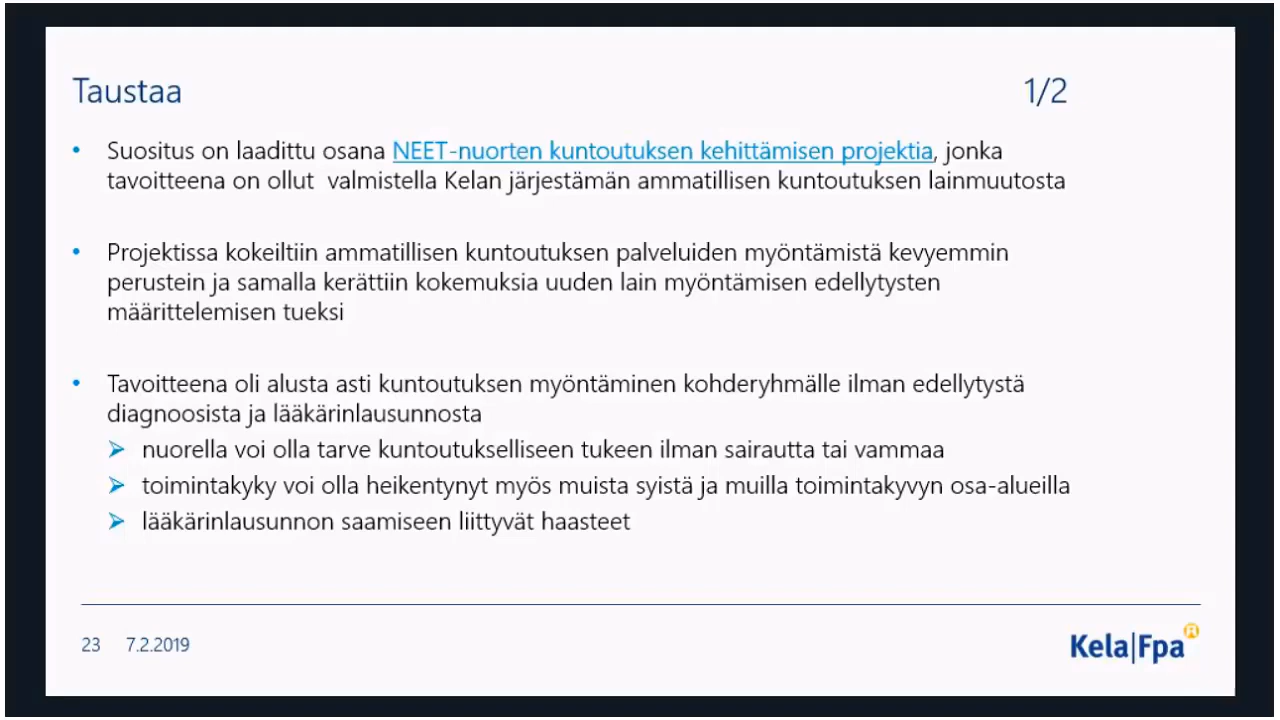 Taustaa 1/2
• Suositus on laadittu osana NEET-nuorten kuntoutuksen kehittämisen projektia, jonka
tavoitteena on ollut valmistella Kelan järjestämän ammatillisen kuntoutuksen lainmuutosta
• Projektissa kokeiltiin ammatillisen kuntoutuksen palveluiden myöntämistä kevyemmin
perustein ja samalla kerättiin kokemuksia uuden lain myöntämisen edellytysten
määrittelemisen tueksi
• Tavoitteena oli alusta asti kuntoutuksen myöntäminen kohderyhmälle ilman edellytystä
diagnoosista ja lääkärinlausunnosta
➢ nuorella voi olla tarve kuntoutukselliseen tukeen ilman sairautta tai vammaa
➢ toimintakyky voi olla heikentynyt myös muista syistä ja muilla toimintakyvyn osa-alueilla
➢ lääkärinlausunnon saamiseen liittyvät haasteet
23 7.2.2019
Kela|Fpa